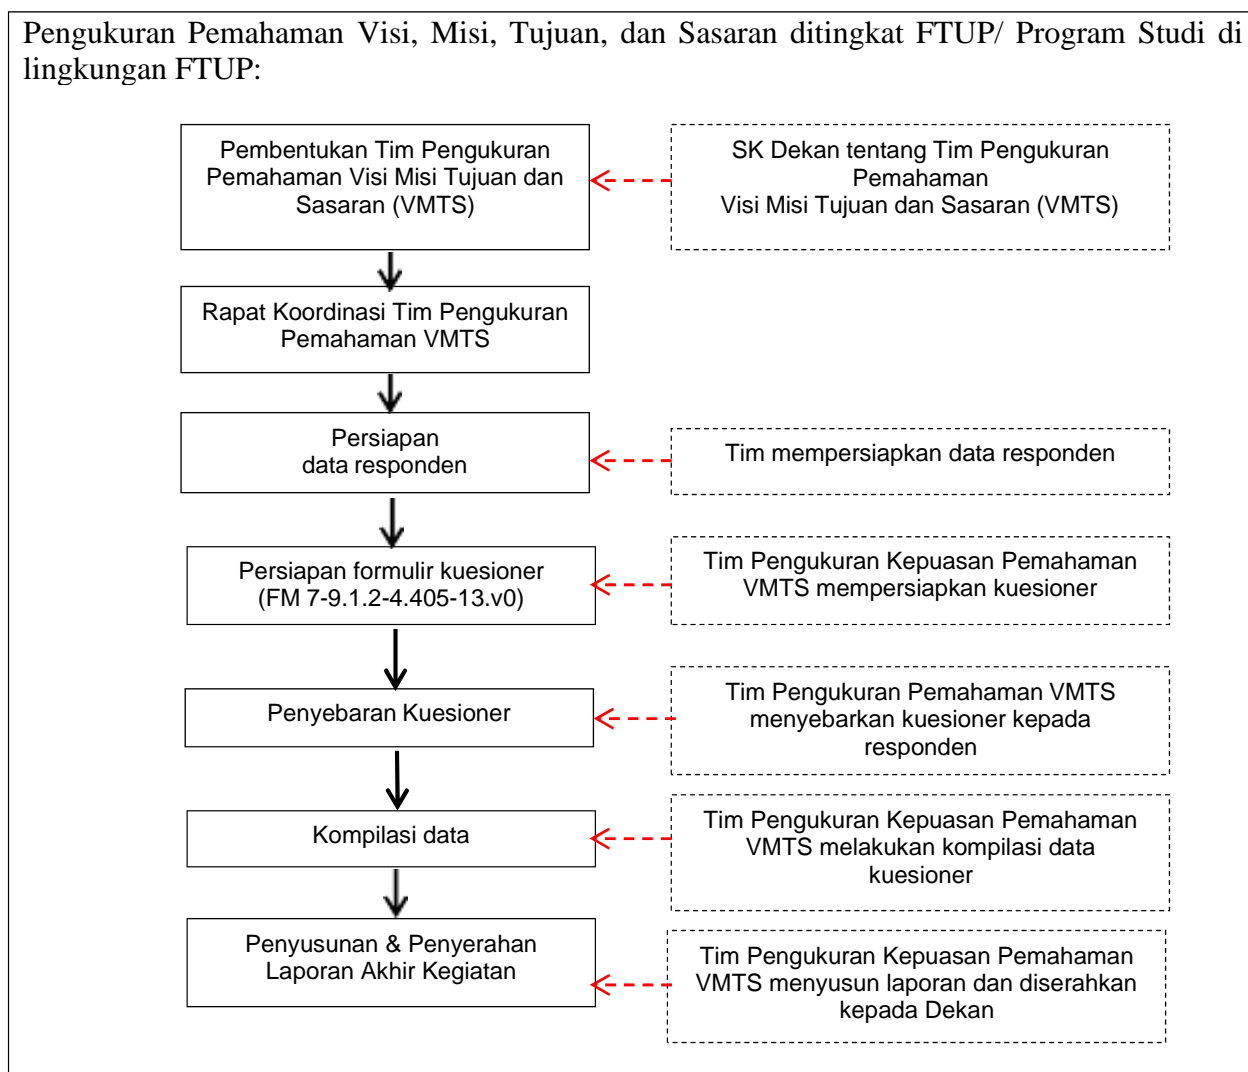 Pengukuran Pemahaman Visi, Misi, Tujuan, dan Sasaran ditingkat FTUP/ Program Studi di
lingkungan FTUP:
Pembentukan Tim Pengukuran
Pemahaman Visi Misi Tujuan dan
Sasaran (VMTS)
SK Dekan tentang Tim Pengukuran
Pemahaman
Visi Misi Tujuan dan Sasaran (VMTS)
Rapat Koordinasi Tim Pengukuran
Pemahaman VMTS
Persiapan
data responden
Tim mempersiapkan data responden
Persiapan formulir kuesioner
(FM 7-9.1.2-4.405-13.v0)
Tim Pengukuran Kepuasan Pemahaman
VMTS mempersiapkan kuesioner
Penyebaran Kuesioner
Tim Pengukuran Pemahaman VMTS
menyebarkan kuesioner kepada
responden
Kompilasi data
Tim Pengukuran Kepuasan Pemahaman
VMTS melakukan kompilasi data
kuesioner
Penyusunan & Penyerahan
Laporan Akhir Kegiatan
Tim Pengukuran Kepuasan Pemahaman
VMTS menyusun laporan dan diserahkan
kepada Dekan